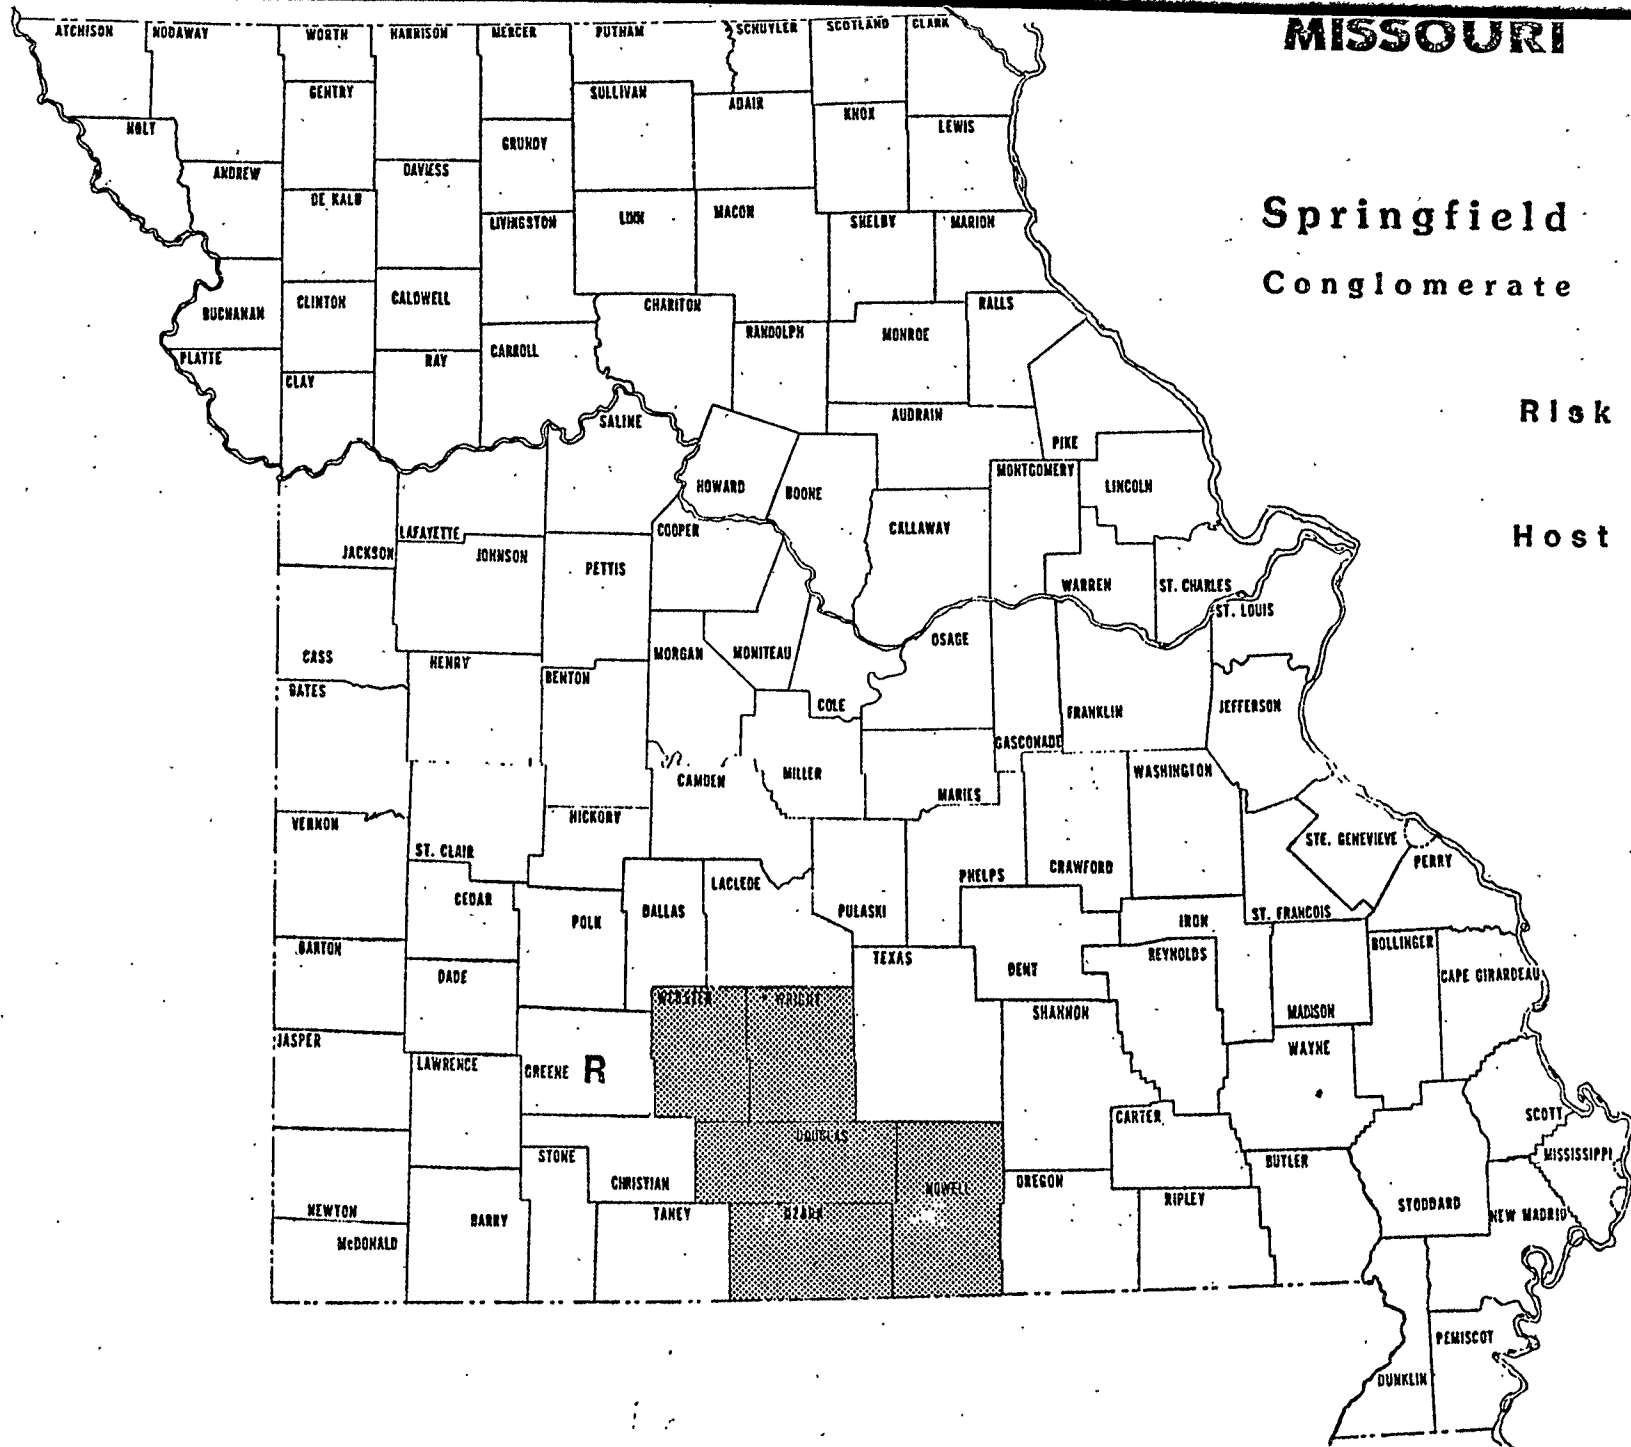 MISSOURI
Springfield
Conglomerate
Risk
Host
ATCHISON
NODAWAY
WORTH
HARRISON
MERCER
PUTNAM
SCHUYLER
SCOTLAND
CLARK
HOLT
GENTRY
SULLIVAN
ADAIR
KNOX
LEWIS
GRUNDY
ANDREW
DAVIESS
DE KALB
LIVINGSTON
LINN
MACON
SHELBY
MARION
BUCHANAN
CLINTON
CALDWELL
CHARITON
RANDOLPH
MONROE
RALLS
PLATTE
CLAY
RAY
CARROLL
SALINE
AUDRAIN
PIKE
HOWARD
BOONE
MONTGOMERY
LINCOLN
JACKSON
LAFAYETTE
JOHNSON
PETTIS
COOPER
CALLAWAY
WARREN
ST. CHARLES
ST. LOUIS
CASS
HENRY
BENTON
MORGAN
MONITEAU
COLE
OSAGE
BATES
GASCONADE
FRANKLIN
JEFFERSON
CAMDEN
MILLER
MARIES
WASHINGTON
VERNON
ST. CLAIR
HICKORY
STE. GENEVIEVE
PERRY
CEDAR
POLK
DALLAS
LACLEDE
PULASKI
PHELPS
CRAWFORD
IRON
ST. FRANCOIS
BARTON
DADE
TEXAS
DENT
REYNOLDS
BOLLINGER
CAPE GIRARDEAU
JASPER
LAWRENCE
GREENE R
WEBSTER
WRIGHT
SHANNON
MADISON
WAYNE
DOUGLAS
CARTER
SCOTT
MISSISSIPPI
STONE
CHRISTIAN
HOWELL
OREGON
BUTLER
NEWTON
McDONALD
BARRY
TANEY
OZARK
RIPLEY
STODDARD
NEW MADRID
PEMISCOT
DUNKLIN